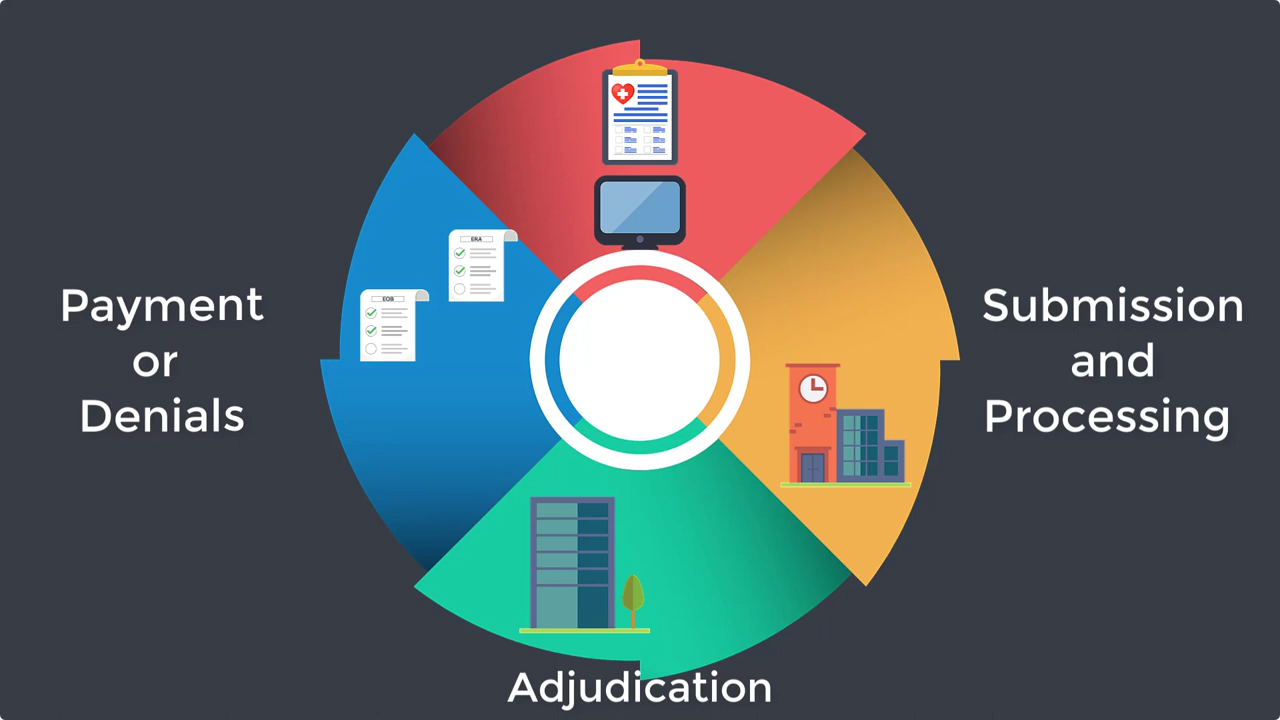 ERA
EOB
Payment
or
Denials
Submission
and
Processing
Adjudication